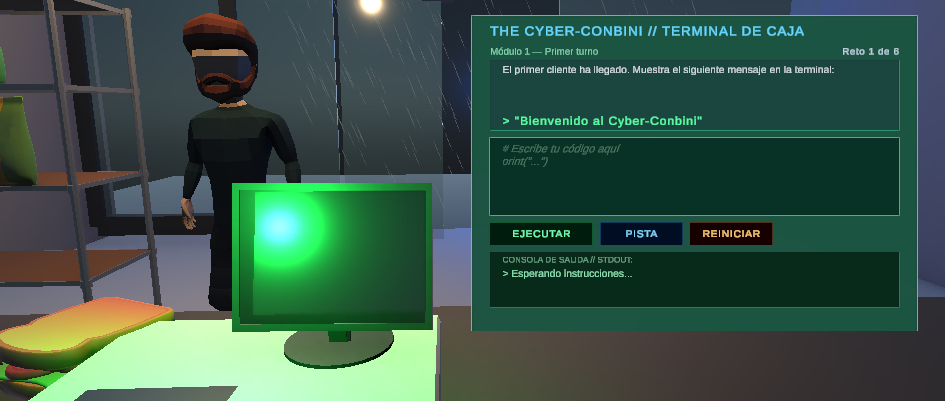 THE CYBER-CONBINI // TERMINAL DE CAJA
Módulo 1 — Primer turno
Reto 1 de 6
El primer cliente ha llegado. Muestra el siguiente mensaje en la terminal:
> "Bienvenido al Cyber-Conbini"
# Escribe tu código aquí
print("...")
EJECUTAR
PISTA
REINICIAR
CONSOLA DE SALIDA // STDOUT:
> Esperando instrucciones...